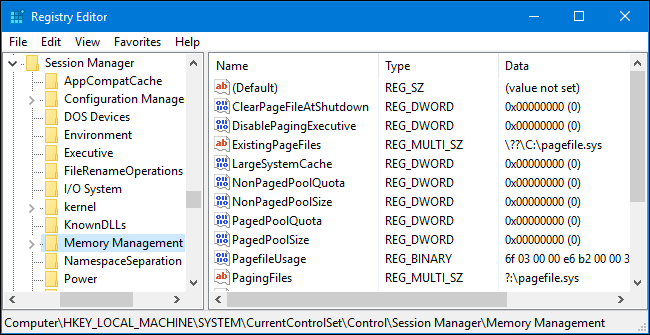 Registry Editor
File Edit View Favorites Help
Session Manager
AppCompatCache
Configuration Manage
DOS Devices
Environment
Executive
FileRenameOperations
I/O System
kernel
KnownDLLs
Memory Management
NamespaceSeparation
Power
Name Type Data
(Default) REG_SZ (value not set)
ClearPageFileAtShutdown REG_DWORD 0x00000000 (0)
DisablePagingExecutive REG_DWORD 0x00000000 (0)
ExistingPageFiles REG_MULTI_SZ \??\C:\pagefile.sys
LargeSystemCache REG_DWORD 0x00000000 (0)
NonPagedPoolQuota REG_DWORD 0x00000000 (0)
NonPagedPoolSize REG_DWORD 0x00000000 (0)
PagedPoolQuota REG_DWORD 0x00000000 (0)
PagedPoolSize REG_DWORD 0x00000000 (0)
PagefileUsage REG_BINARY 6f 03 00 00 e6 b2 00 00 3
PagingFiles REG_MULTI_SZ ?:\pagefile.sys
Computer\HKEY_LOCAL_MACHINE\SYSTEM\CurrentControlSet\Control\Session Manager\Memory Management